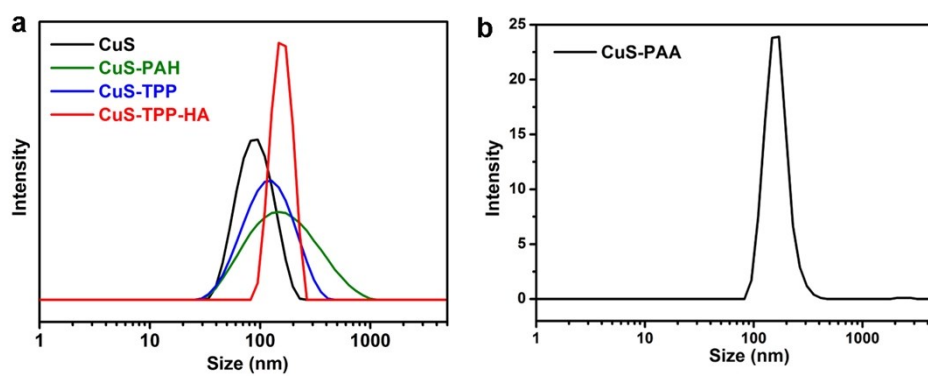 a
CuS
CuS-PAH
CuS-TPP
CuS-TPP-HA
Intensity
1 10 100 1000
Size (nm)
b
CuS-PAA
25
20
15
10
5
0
Intensity
1 10 100 1000
Size (nm)